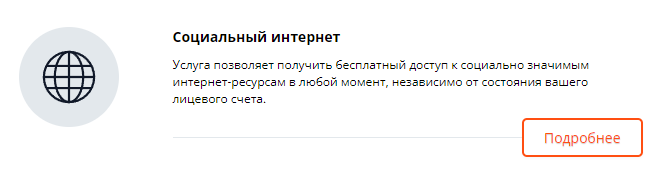 Социальный интернет
Услуга позволяет получить бесплатный доступ к социально значимым
интернет-ресурсам в любой момент, независимо от состояния вашего
лицевого счета.
Подробнее